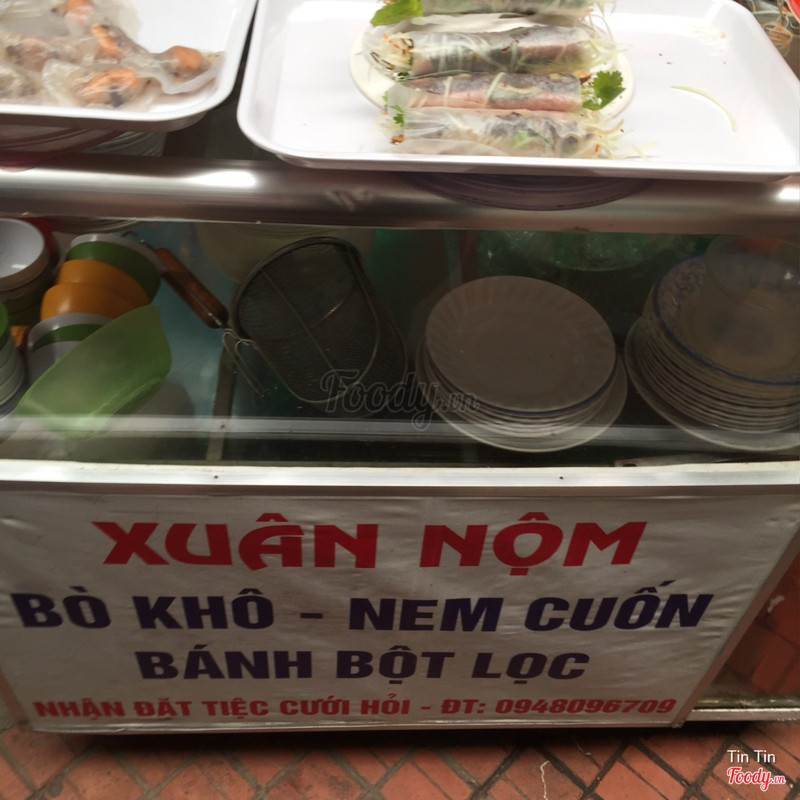 Foody.vn
XUÂN NỘM
BÒ KHÔ - NEM CUỐN
BÁNH BỘT LỌC
NHẬN ĐẶT TIỆC CƯỚI HỎI - ĐT: 0948096709
Tin Tin
Foody.vn